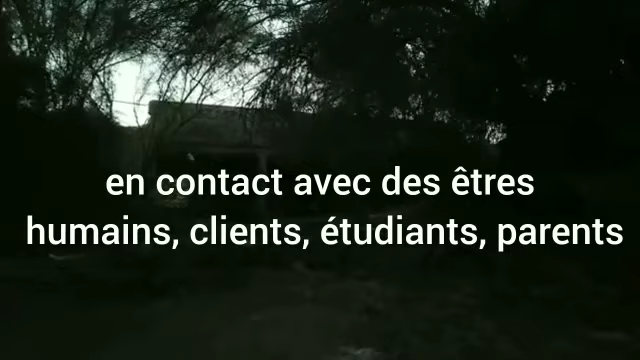 en contact avec des êtres
humains, clients, étudiants, parents